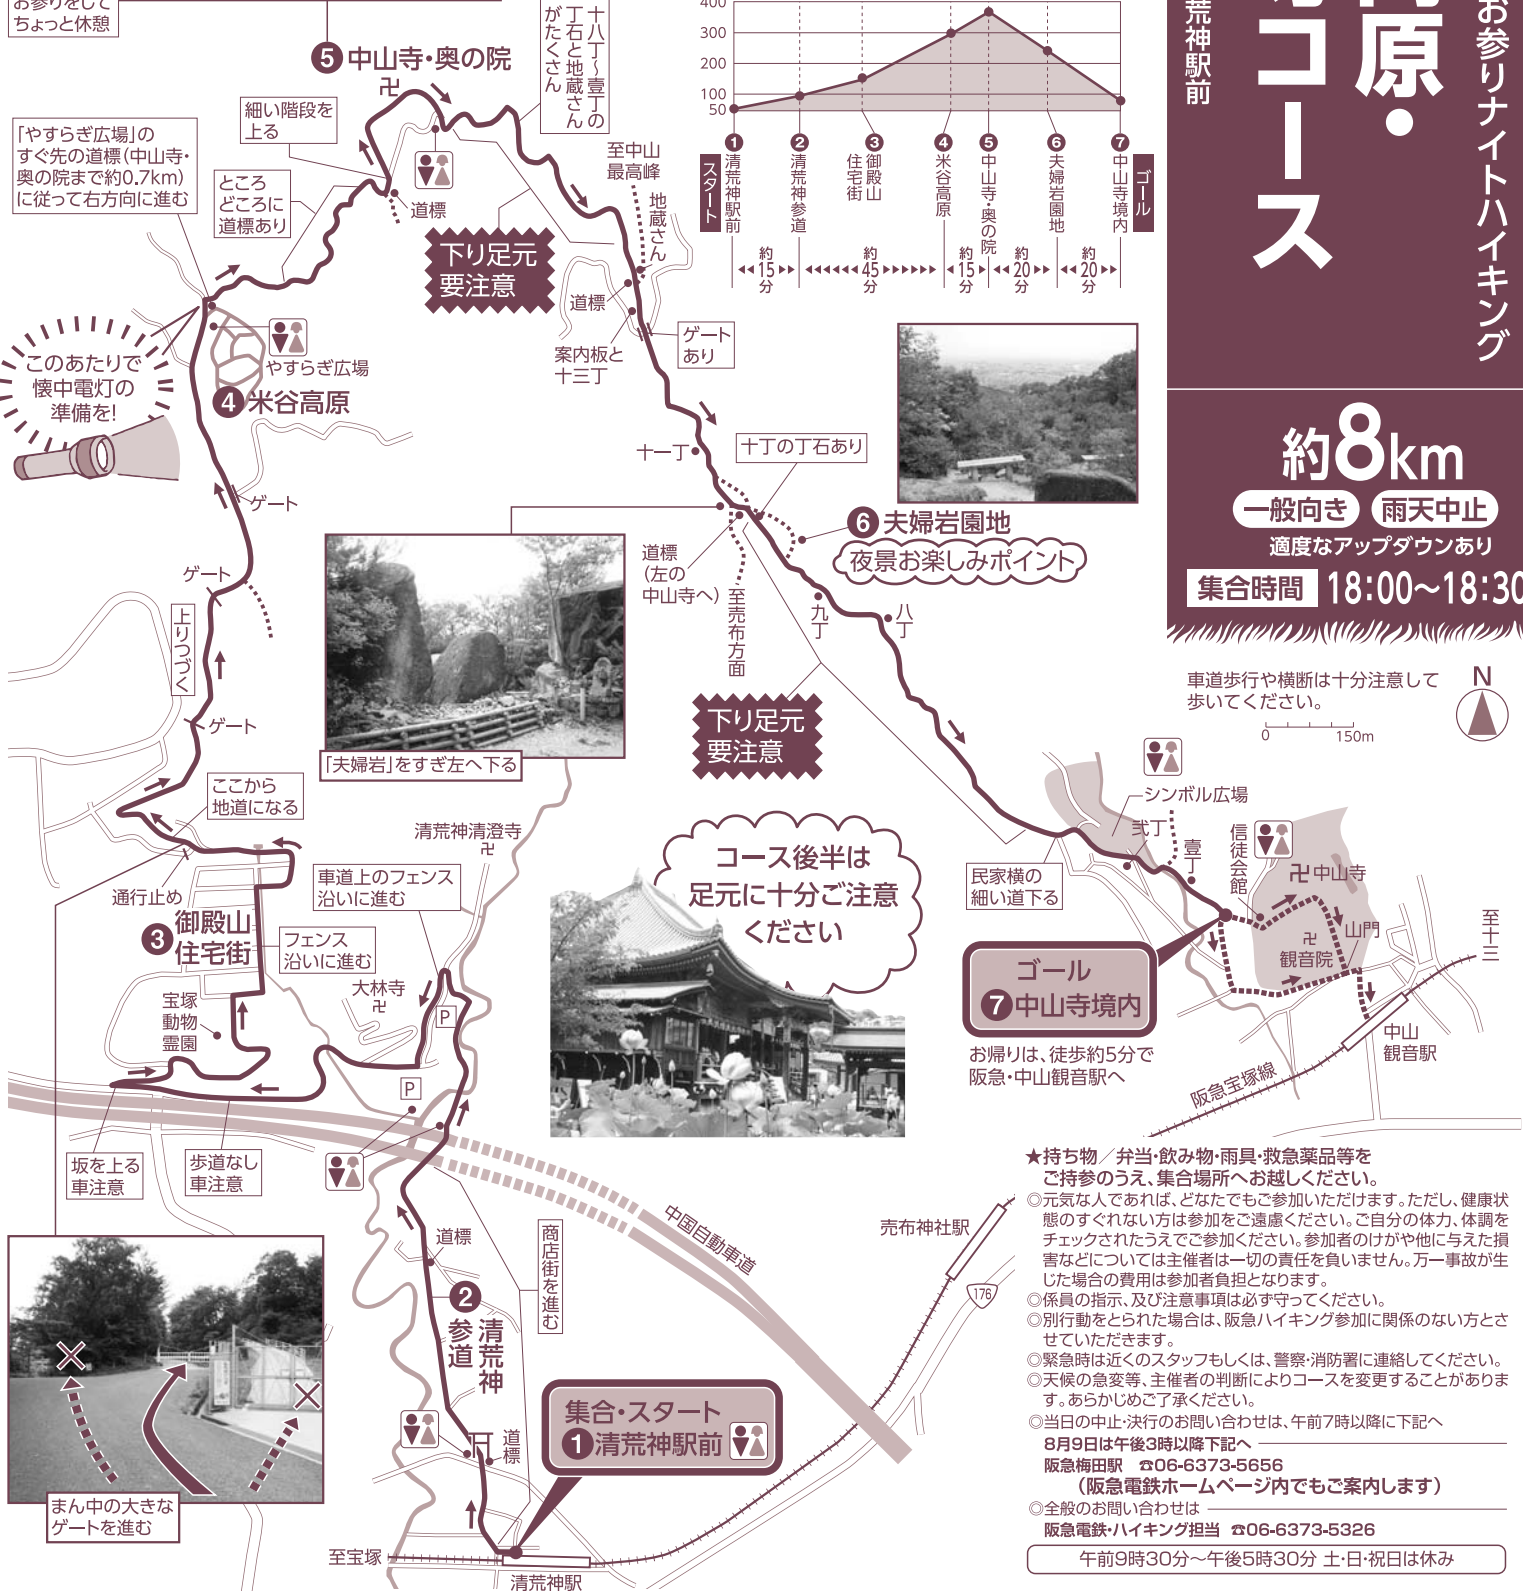 お参りナイトハイキング
高原・
コース
荒神駅前
約8km
一般向き 雨天中止
適度なアップダウンあり
集合時間 18:00〜18:30
400
300
200
100
50
スタート
❶清荒神駅前
❷清荒神参道
❸御殿山
住宅街
❹米谷高原
❺中山寺・奥の院
❻夫婦岩園地
❼中山寺境内
ゴール
約15分
約45分
約15分
約20分
約20分
お参りをして
ちょっと休憩
❺中山寺・奥の院
卍
十八丁〜壹丁の
丁石と地蔵さん
がたくさん
細い階段を
上る
「やすらぎ広場」の
すぐ先の道標(中山寺・
奥の院まで約0.7km)
に従って右方向に進む
ところ
どころに
道標あり
道標
下り足元
要注意
至中山
最高峰
地蔵さん
道標
案内板と
十三丁
ゲート
あり
このあたりで
懐中電灯の
準備を!
やすらぎ広場
❹米谷高原
十一丁
十丁の丁石あり
ゲート
❻夫婦岩園地
夜景お楽しみポイント
道標
(左の
中山寺へ)
至売布方面
九丁
八丁
ゲート
上りつづく
ゲート
「夫婦岩」をすぎ左へ下る
下り足元
要注意
車道歩行や横断は十分注意して
歩いてください。
0 150m
N
ここから
地道になる
清荒神清澄寺
卍
車道上のフェンス
沿いに進む
通行止め
❸御殿山
住宅街
フェンス
沿いに進む
大林寺
卍
宝塚
動物
霊園
P
P
コース後半は
足元に十分ご注意
ください
シンボル広場
弐丁
壹丁
信徒会館
卍中山寺
民家横の
細い道下る
卍
観音院
山門
至十三
ゴール
❼中山寺境内
お帰りは、徒歩約5分で
阪急・中山観音駅へ
中山
観音駅
阪急宝塚線
坂を上る
車注意
歩道なし
車注意
中国自動車道
道標
商店街を進む
❷清荒神
参道
売布神社駅
176
まん中の大きな
ゲートを進む
道標
集合・スタート
❶清荒神駅前
至宝塚
清荒神駅
★持ち物／弁当・飲み物・雨具・救急薬品等を
ご持参のうえ、集合場所へお越しください。
◎元気な人であれば、どなたでもご参加いただけます。ただし、健康状
態のすぐれない方は参加をご遠慮ください。ご自分の体力、体調を
チェックされたうえでご参加ください。参加者のけがや他に与えた損
害などについては主催者は一切の責任を負いません。万一事故が生
じた場合の費用は参加者負担となります。
◎係員の指示、及び注意事項は必ず守ってください。
◎別行動をとられた場合は、阪急ハイキング参加に関係のない方とさ
せていただきます。
◎緊急時は近くのスタッフもしくは、警察・消防署に連絡してください。
◎天候の急変等、主催者の判断によりコースを変更することがありま
す。あらかじめご了承ください。
◎当日の中止・決行のお問い合わせは、午前7時以降に下記へ
8月9日は午後3時以降下記へ
阪急梅田駅 ☎06-6373-5656
(阪急電鉄ホームページ内でもご案内します)
◎全般のお問い合わせは
阪急電鉄・ハイキング担当 ☎06-6373-5326
午前9時30分〜午後5時30分 土・日・祝日は休み